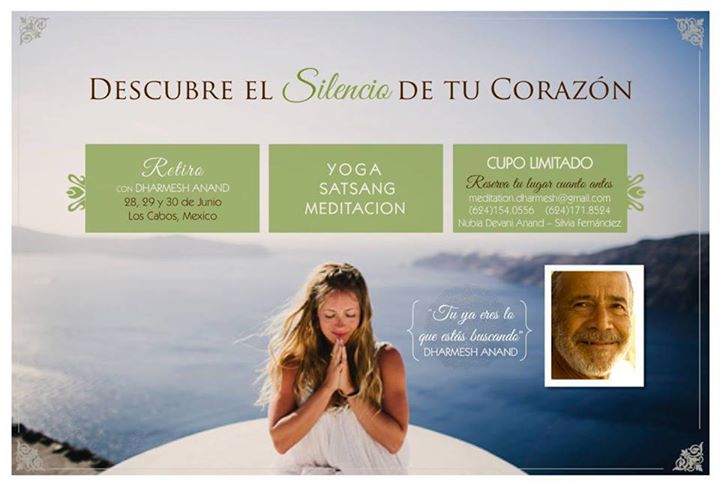 DESCUBRE EL Silencio DE TU CORAZÓN
Retiro
CON DHARMESH ANAND
28, 29 y 30 de Junio
Los Cabos, Mexico
YOGA
SATSANG
MEDITACION
CUPO LIMITADO
Reserva tu lugar cuanto antes
meditation.dharmesh@gmail.com
(624)154.0556 (624)171.8524
Nubia Devani Anand – Silvia Fernández
"Tu ya eres lo
que estás buscando"
DHARMESH ANAND